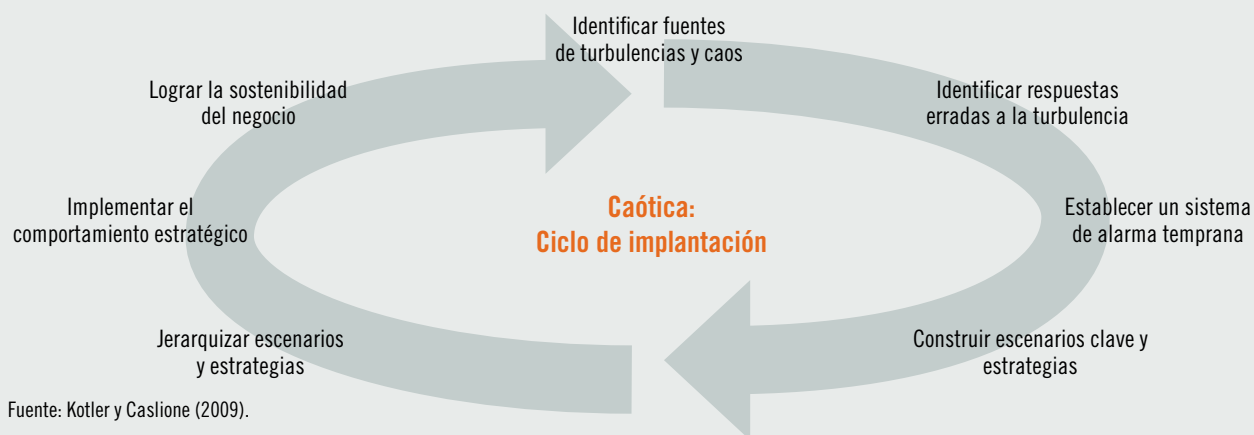 Identificar fuentes
de turbulencias y caos
Identificar respuestas
erradas a la turbulencia
Establecer un sistema
de alarma temprana
Construir escenarios clave y
estrategias
Jerarquizar escenarios
y estrategias
Implementar el
comportamiento estratégico
Lograr la sostenibilidad
del negocio
Caótica:
Ciclo de implantación
Fuente: Kotler y Caslione (2009).